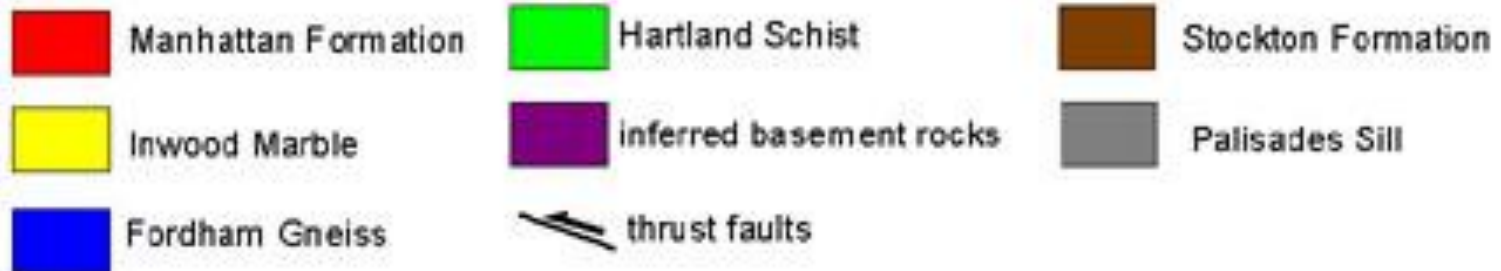 Manhattan Formation
Hartland Schist
Stockton Formation
Inwood Marble
inferred basement rocks
Palisades Sill
Fordham Gneiss
thrust faults